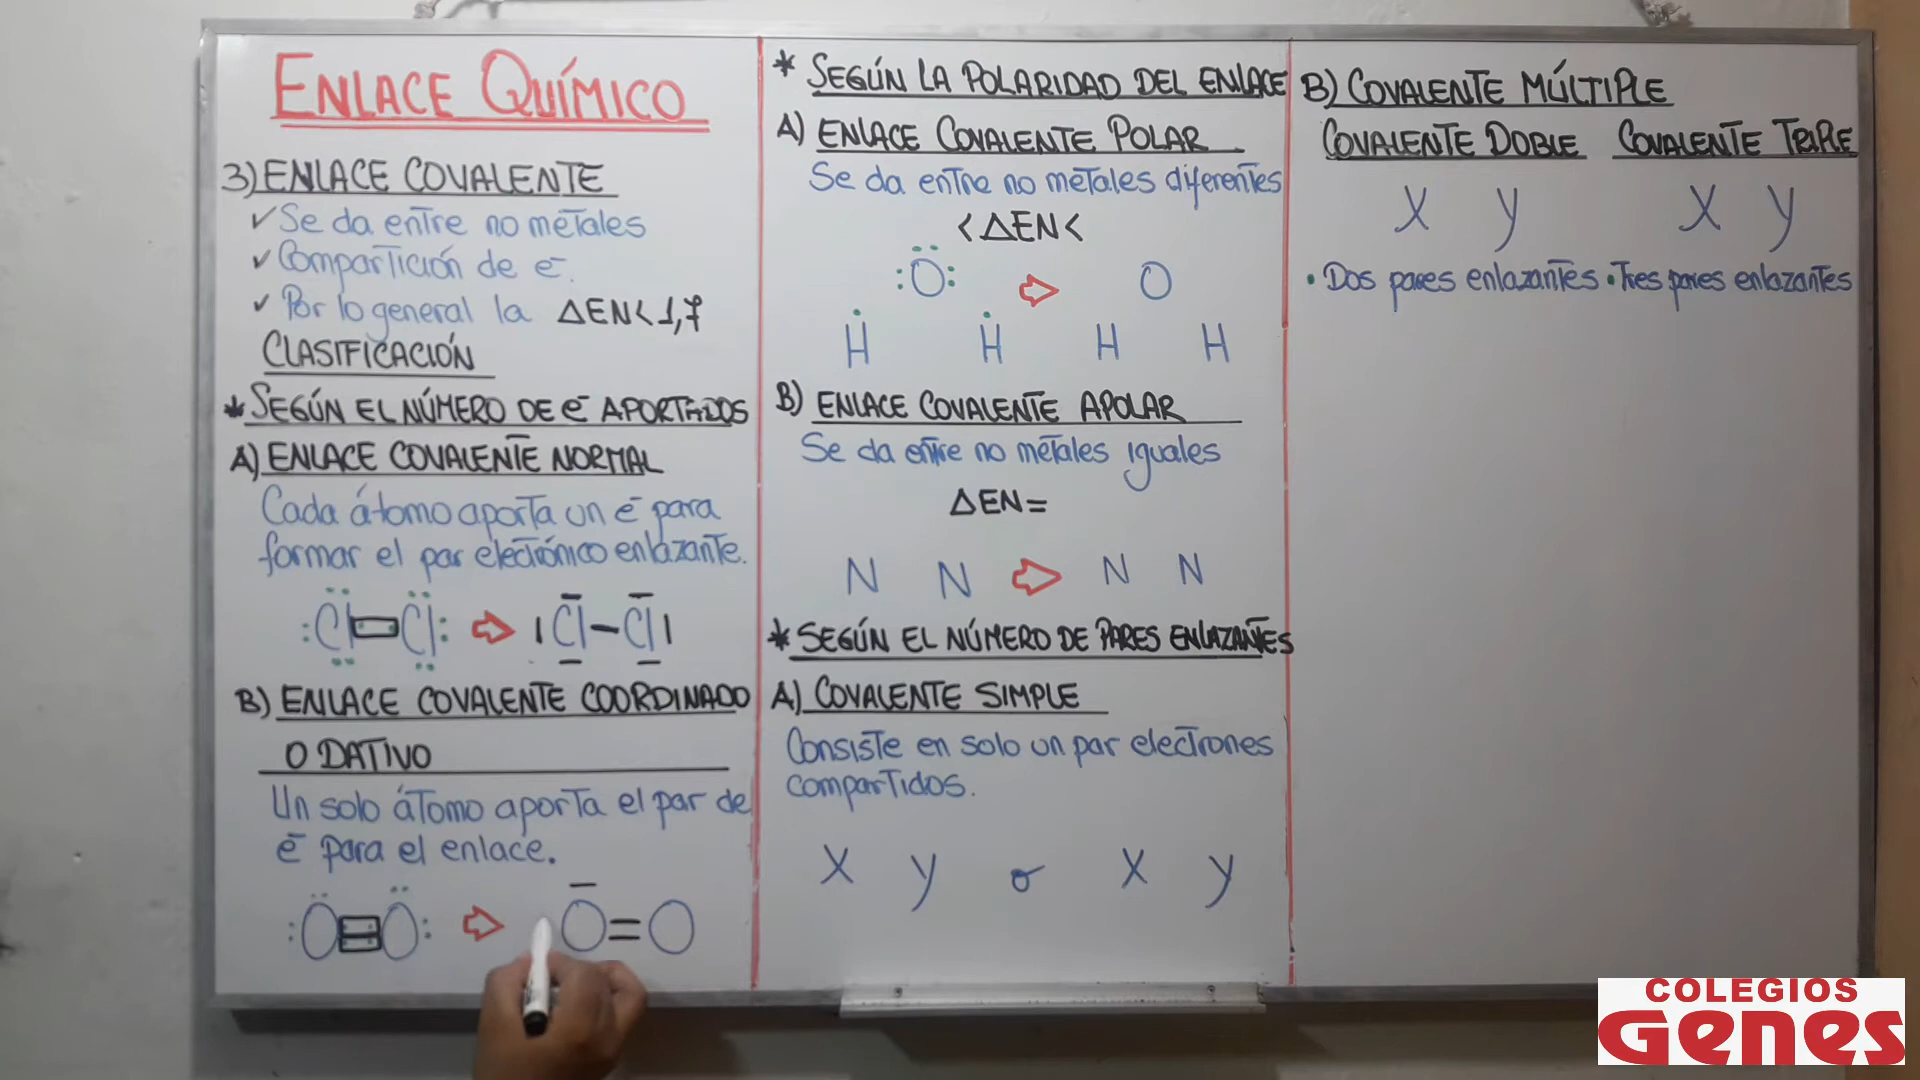 ENLACE QUÍMICO
3) ENLACE COVALENTE
✓ Se da entre no metales
✓ Compartición de e-.
✓ Por lo general la ΔEN<1,7
CLASIFICACIÓN
* SEGÚN EL NÚMERO DE e- APORTADOS
A) ENLACE COVALENTE NORMAL
Cada átomo aporta un e- para
formar el par electrónico enlazante.
Cl Cl ⇨ Cl - Cl
B) ENLACE COVALENTE COORDINADO
O DATIVO
Un solo átomo aporta el par de
e- para el enlace.
O O ⇨ O = O
* SEGÚN LA POLARIDAD DEL ENLACE
A) ENLACE COVALENTE POLAR
Se da entre no metales diferentes
<ΔEN<
O ⇨ O
H H H H
B) ENLACE COVALENTE APOLAR
Se da entre no metales iguales
ΔEN=
N N ⇨ N N
* SEGÚN EL NÚMERO DE PARES ENLAZANTES
A) COVALENTE SIMPLE
Consiste en solo un par electrones
compartidos.
X Y o X Y
B) COVALENTE MÚLTIPLE
COVALENTE DOBLE COVALENTE TRIPLE
X Y X Y
• Dos pares enlazantes • Tres pares enlazantes
COLEGIOS
GENES